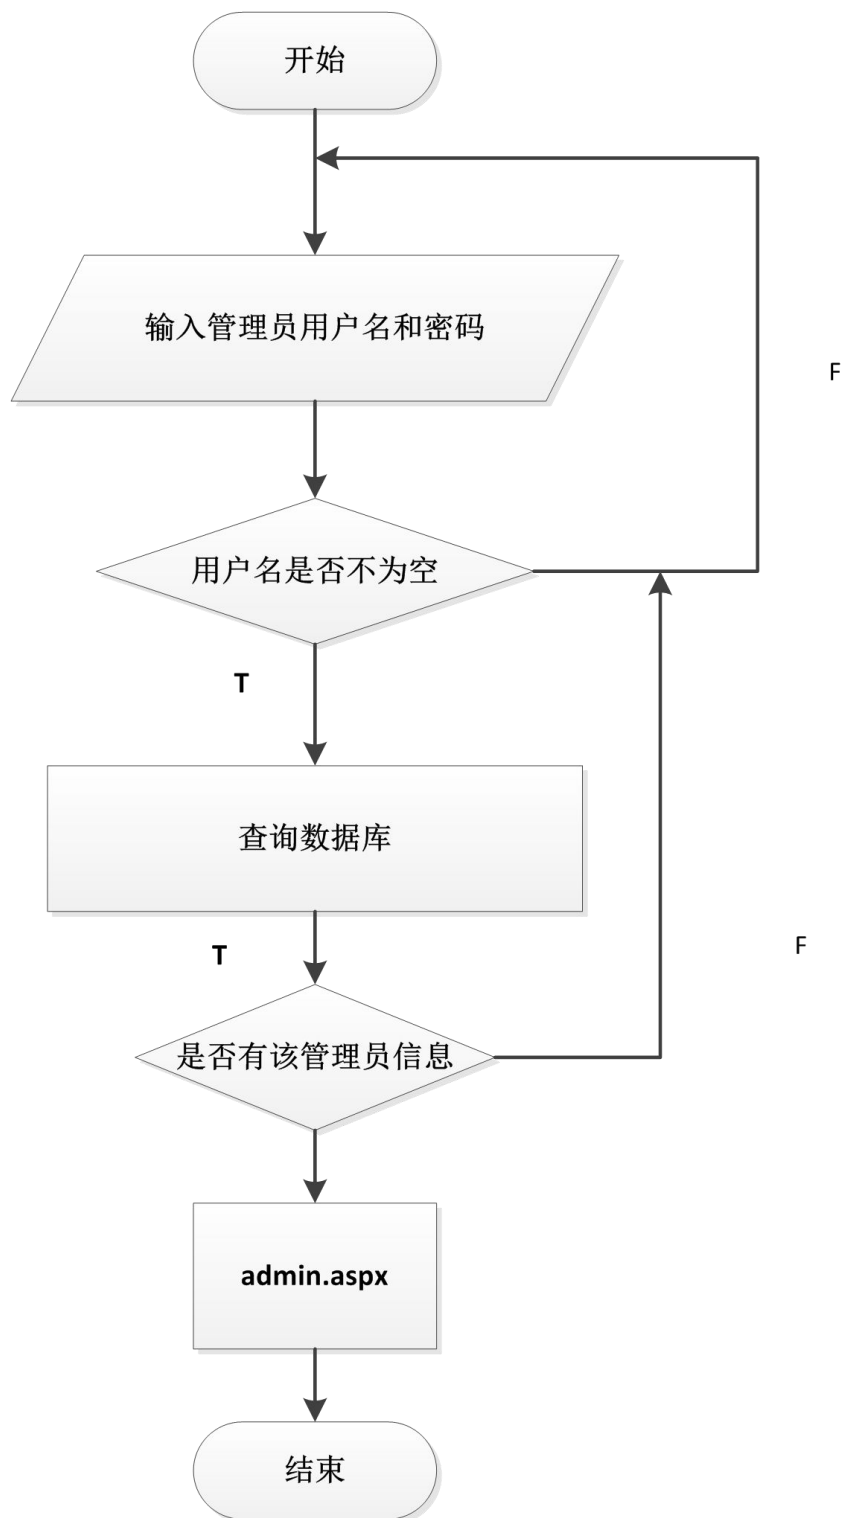 开始
输入管理员用户名和密码
F
用户名是否不为空
T
查询数据库
T
F
是否有该管理员信息
admin.aspx
结束